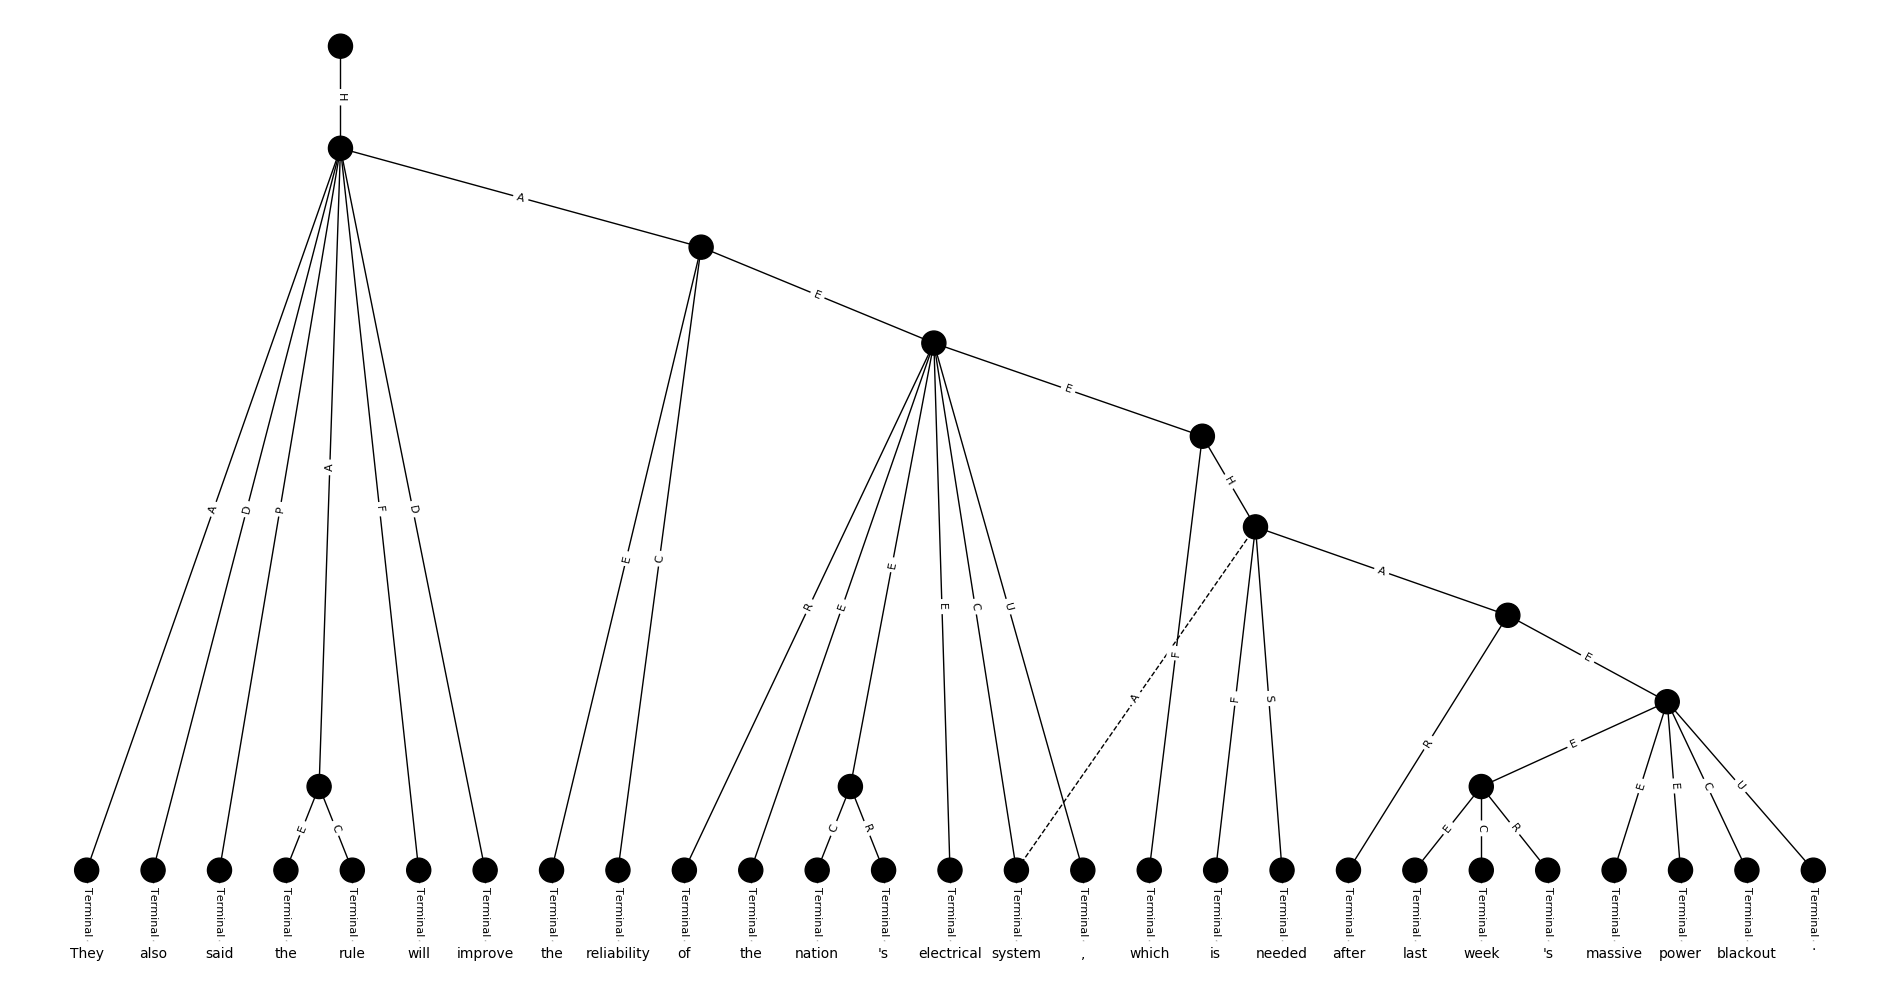 H
A
A
D
P
A
F
D
E
E
C
E
R
E
E
E
C
U
H
F
A
F
S
A
E
R
E
E
E
C
U
E
C
C
R
E
C
R
Terminal Terminal Terminal Terminal Terminal Terminal Terminal Terminal Terminal Terminal Terminal Terminal Terminal Terminal Terminal Terminal Terminal Terminal Terminal Terminal Terminal Terminal Terminal Terminal Terminal Terminal Terminal
They also said the rule will improve the reliability of the nation 's electrical system , which is needed after last week 's massive power blackout .